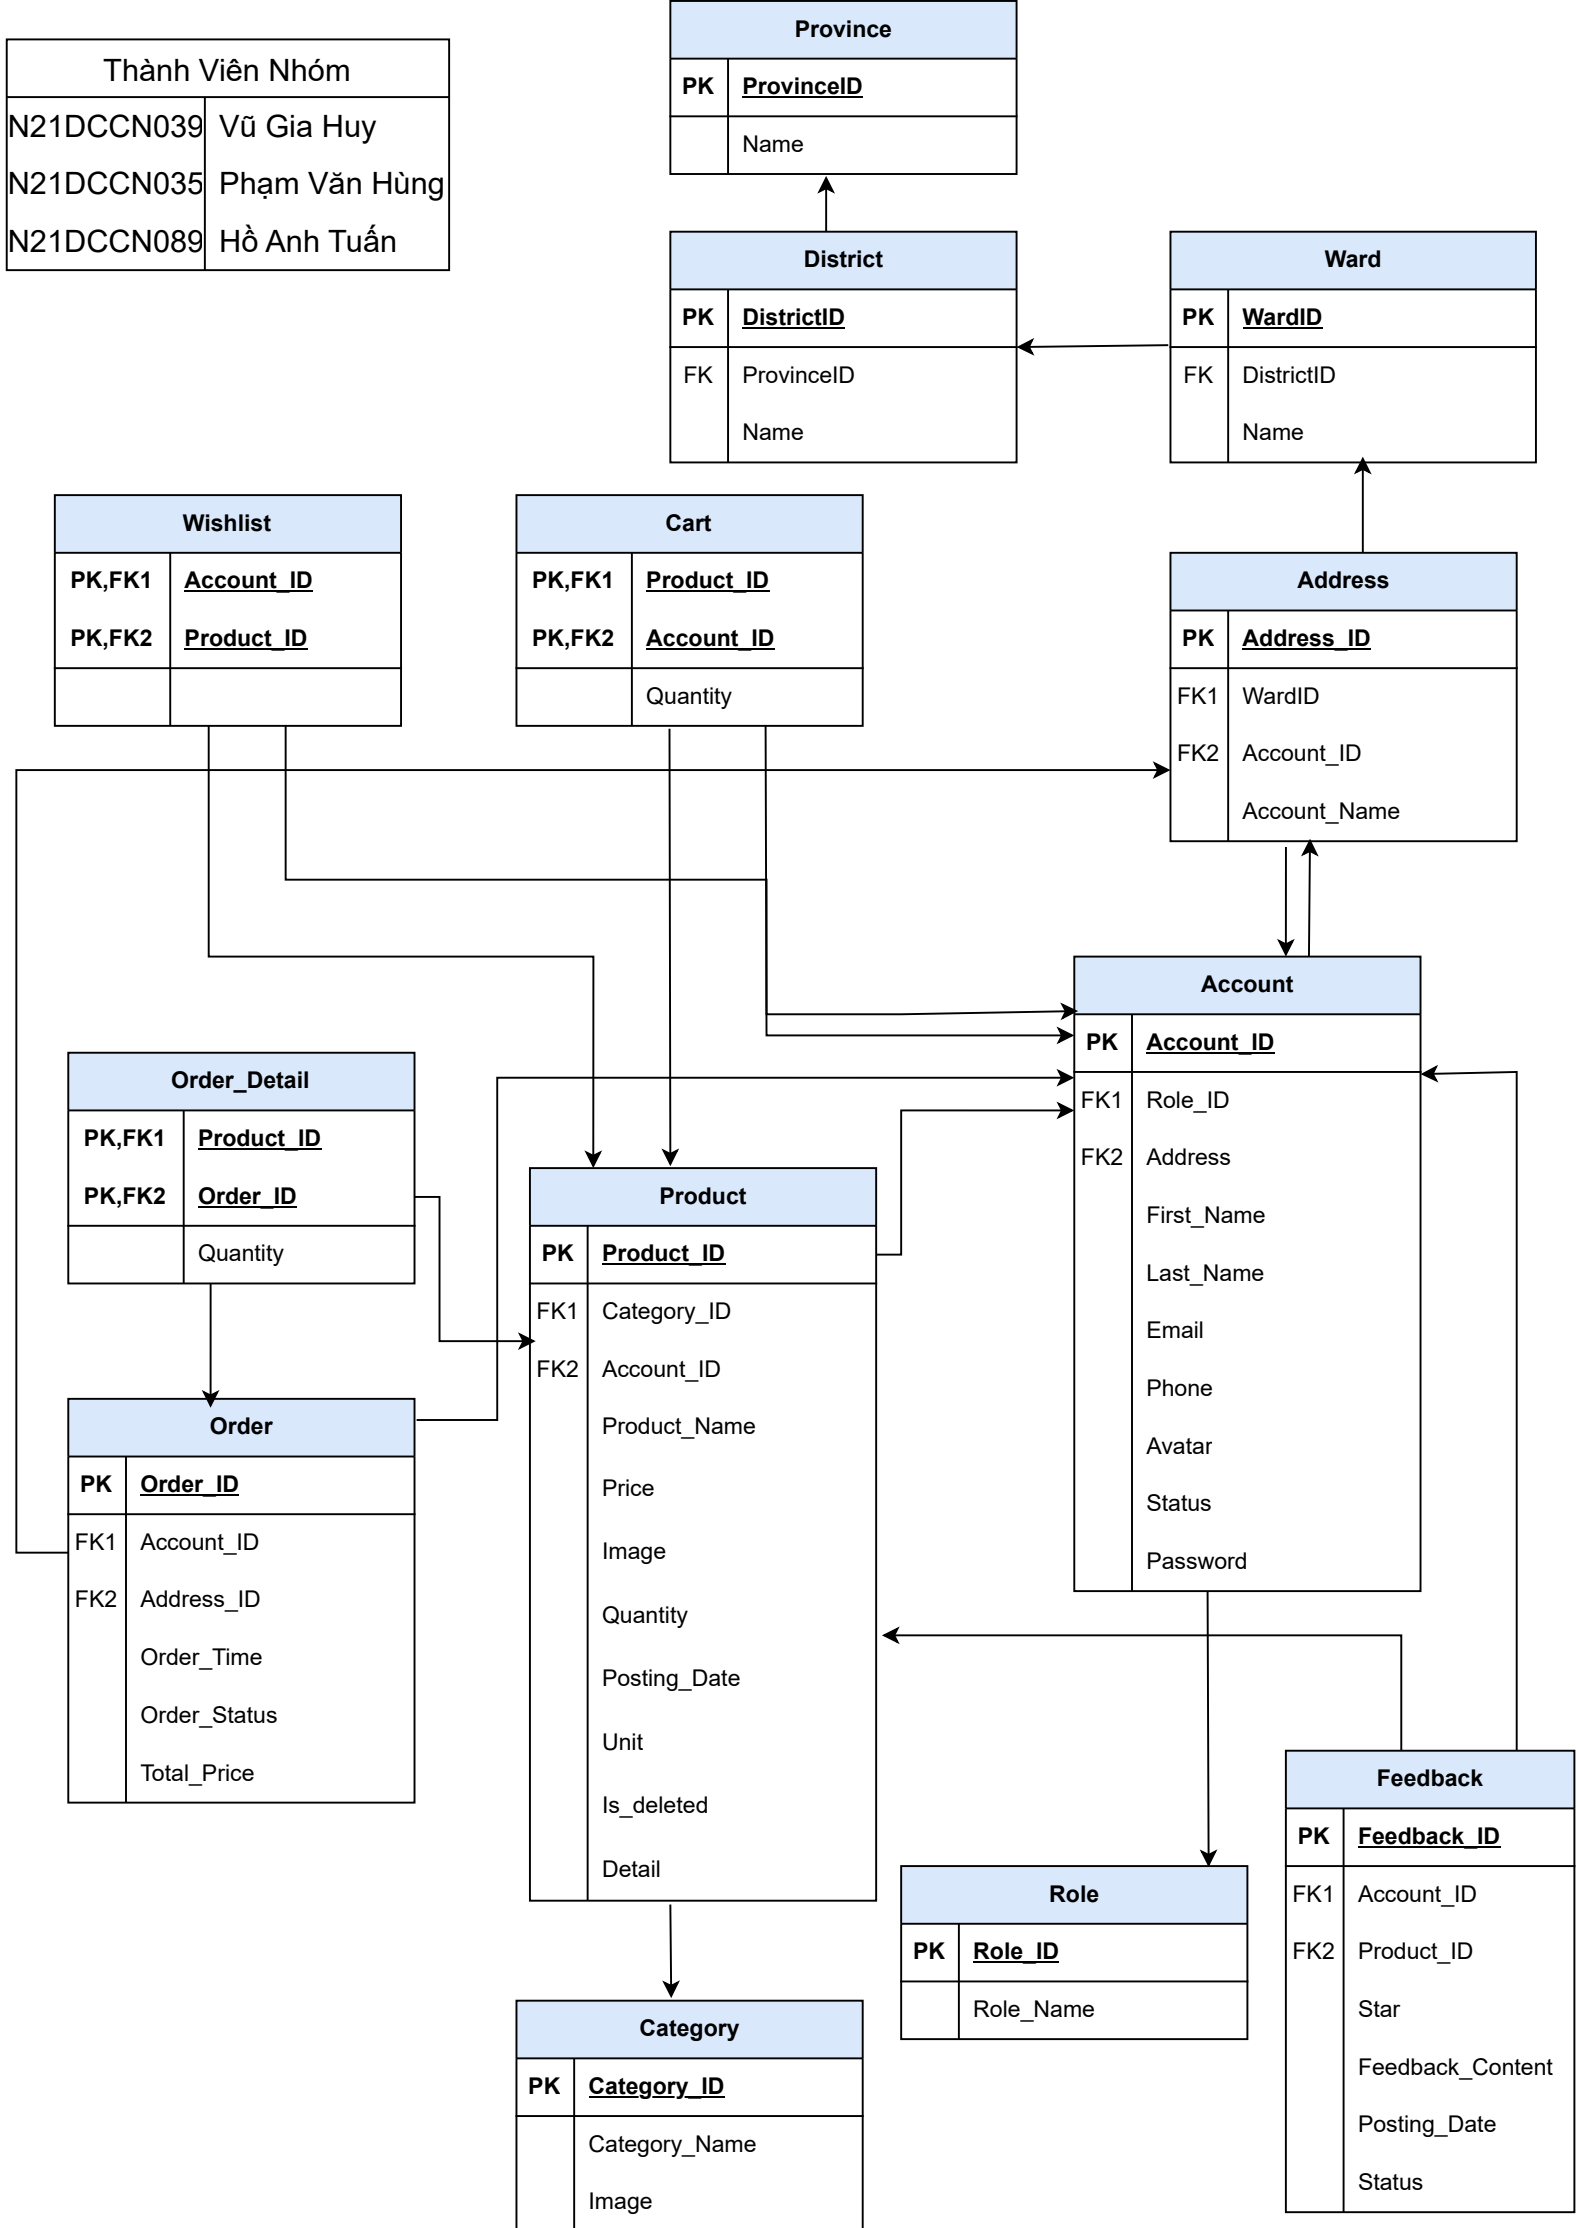 Thành Viên Nhóm
N21DCCN039 Vũ Gia Huy
N21DCCN035 Phạm Văn Hùng
N21DCCN089 Hồ Anh Tuấn
Province
PK ProvinceID
Name
District
PK DistrictID
FK ProvinceID
Name
Ward
PK WardID
FK DistrictID
Name
Wishlist
PK,FK1 Account_ID
PK,FK2 Product_ID
Cart
PK,FK1 Product_ID
PK,FK2 Account_ID
Quantity
Address
PK Address_ID
FK1 WardID
FK2 Account_ID
Account_Name
Account
PK Account_ID
FK1 Role_ID
FK2 Address
First_Name
Last_Name
Email
Phone
Avatar
Status
Password
Order_Detail
PK,FK1 Product_ID
PK,FK2 Order_ID
Quantity
Product
PK Product_ID
FK1 Category_ID
FK2 Account_ID
Product_Name
Price
Image
Quantity
Posting_Date
Unit
Is_deleted
Detail
Order
PK Order_ID
FK1 Account_ID
FK2 Address_ID
Order_Time
Order_Status
Total_Price
Feedback
PK Feedback_ID
FK1 Account_ID
FK2 Product_ID
Star
Feedback_Content
Posting_Date
Status
Role
PK Role_ID
Role_Name
Category
PK Category_ID
Category_Name
Image